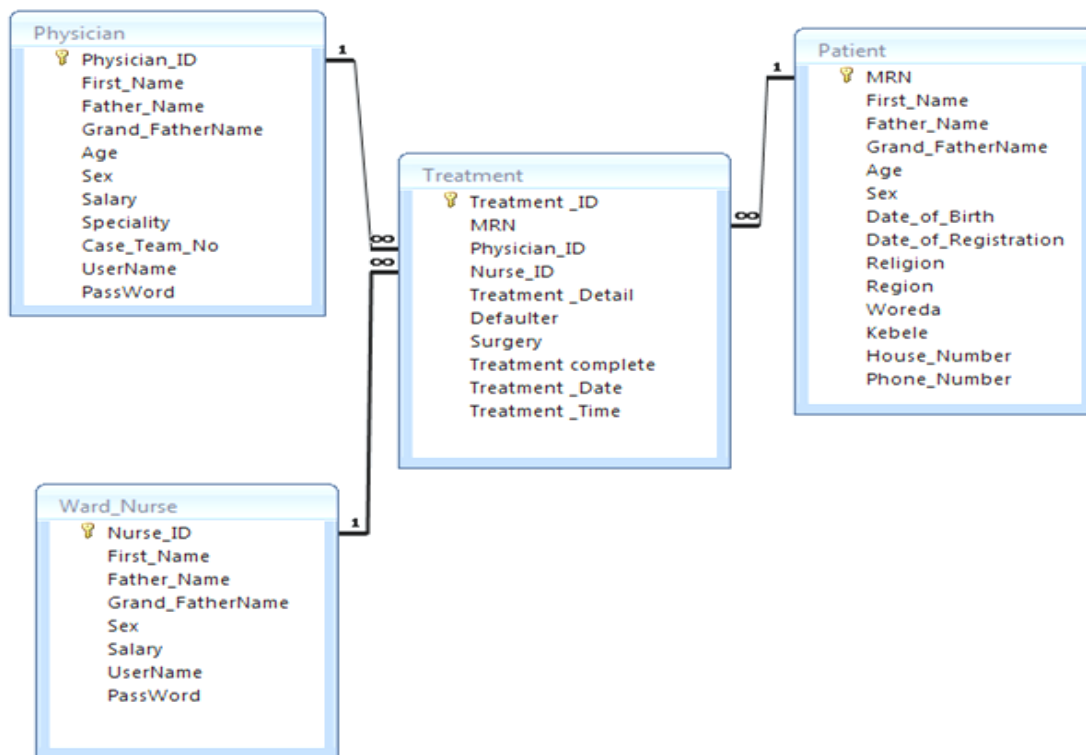 Physician
Physician_ID
First_Name
Father_Name
Grand_FatherName
Age
Sex
Salary
Speciality
Case_Team_No
UserName
PassWord
1
∞
∞
Treatment
Treatment _ID
MRN
Physician_ID
Nurse_ID
Treatment _Detail
Defaulter
Surgery
Treatment complete
Treatment _Date
Treatment _Time
1
∞
Patient
MRN
First_Name
Father_Name
Grand_FatherName
Age
Sex
Date_of_Birth
Date_of_Registration
Religion
Region
Woreda
Kebele
House_Number
Phone_Number
Ward_Nurse
Nurse_ID
First_Name
Father_Name
Grand_FatherName
Sex
Salary
UserName
PassWord
1